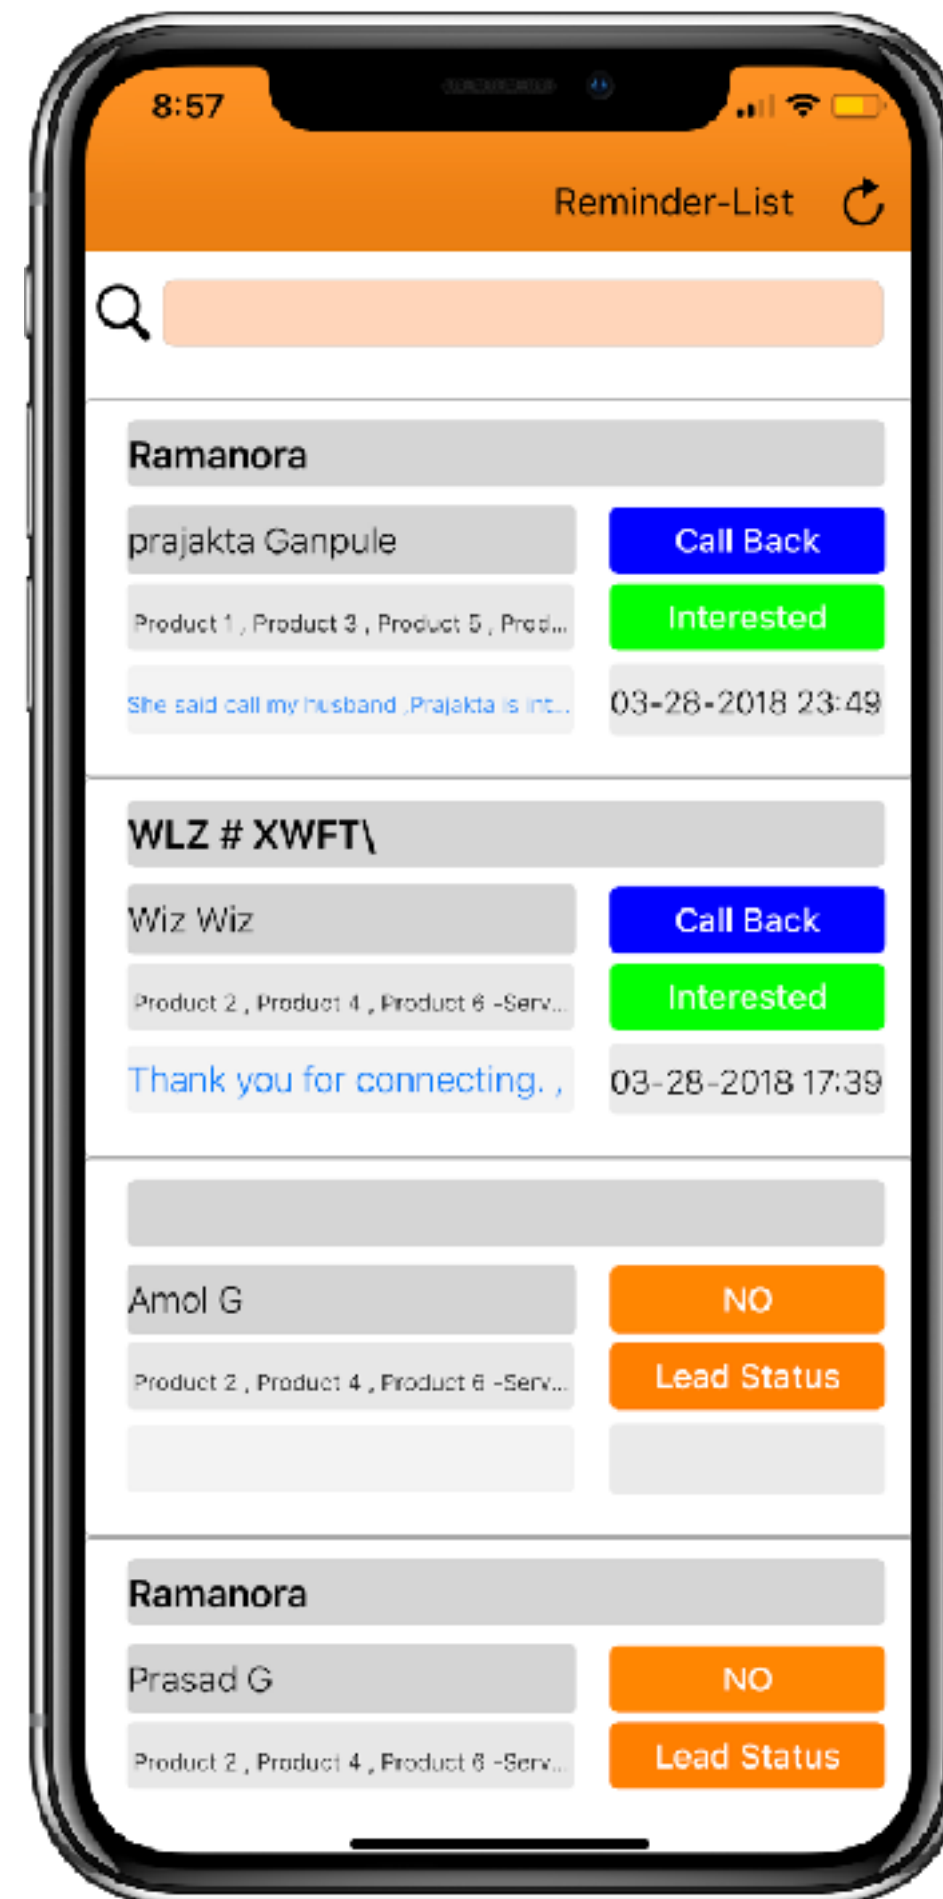 8:57
Reminder-List
Ramanora
prajakta Ganpule
Call Back
Product 1 , Product 3 , Product 5 , Prod...
Interested
She said call my husband ,Prajakta is int...
03-28-2018 23:49
WLZ # XWFT\
Wiz Wiz
Call Back
Product 2 , Product 4 , Product 6 -Serv...
Interested
Thank you for connecting. ,
03-28-2018 17:39
Amol G
NO
Product 2 , Product 4 , Product 6 -Serv...
Lead Status
Ramanora
Prasad G
NO
Product 2 , Product 4 , Product 6 -Serv...
Lead Status